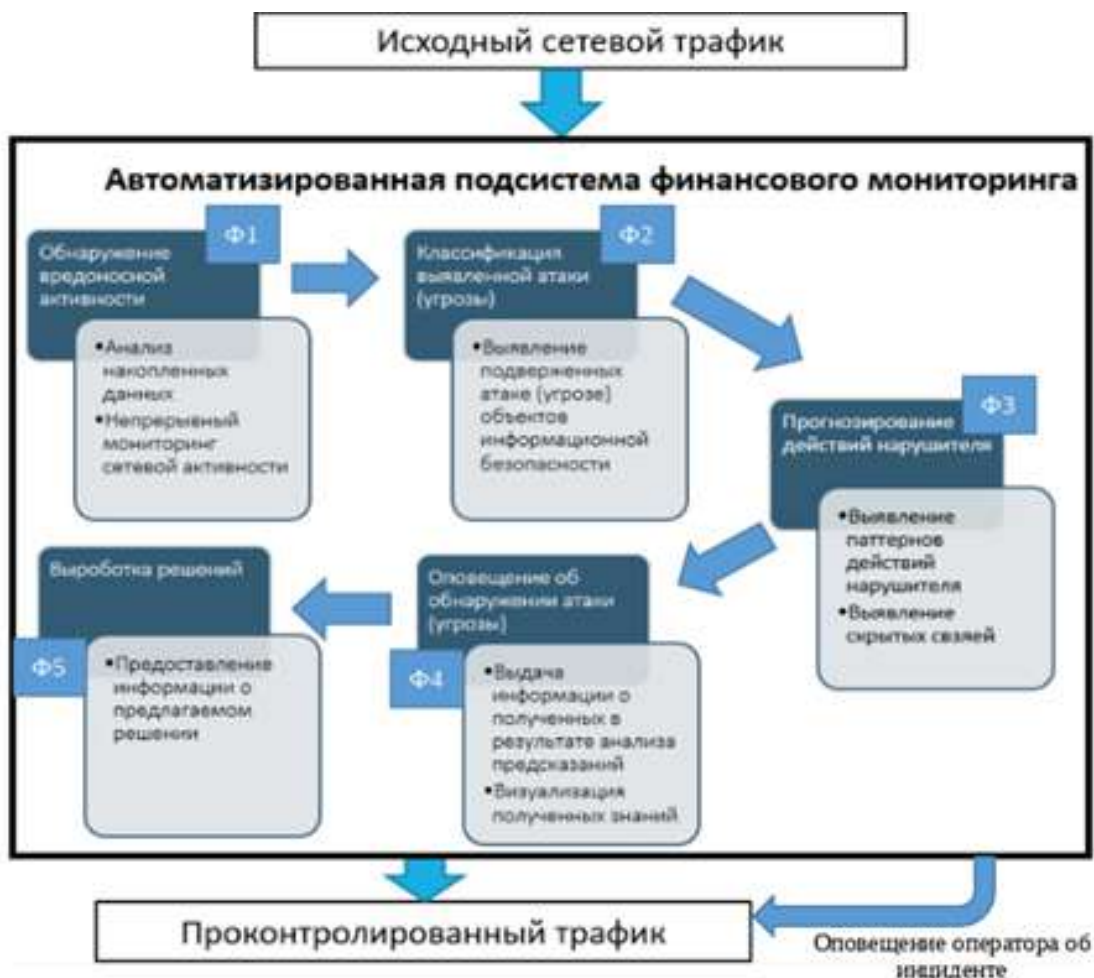 Исходный сетевой трафик
Автоматизированная подсистема финансового мониторинга
Ф1
Обнаружение
вредоносной
активности
•Анализ
накопленных
данных
•Непрерывный
мониторинг
сетевой активности
Ф2
Классификация
выявленной атаки
(угрозы)
•Выявление
подверженных
атаке (угрозе)
объектов
информационной
безопасности
Ф3
Прогнозирование
действий нарушителя
•Выявление
паттернов
действий
нарушителя
•Выявление
скрытых связей
Оповещение об
обнаружении атаки
(угрозы)
Ф4
•Выдача
информации о
полученных в
результате анализа
предсказаний
•Визуализация
полученных знаний
Выроботка решений
Ф5
•Предоставление
информации о
предлагаемом
решении
Проконтролированный трафик
Оповещение оператора об
инциденте